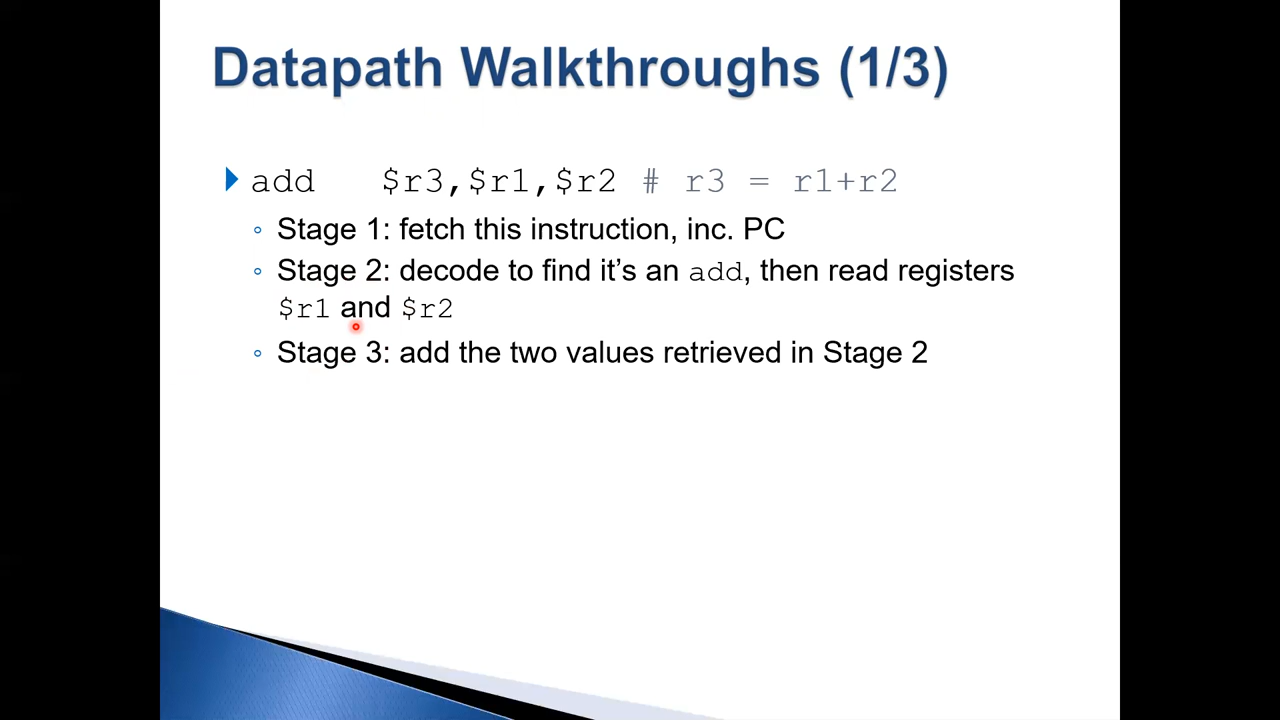 Datapath Walkthroughs (1/3)
add $r3,$r1,$r2 # r3 = r1+r2
Stage 1: fetch this instruction, inc. PC
Stage 2: decode to find it’s an add, then read registers
$r1 and $r2
Stage 3: add the two values retrieved in Stage 2